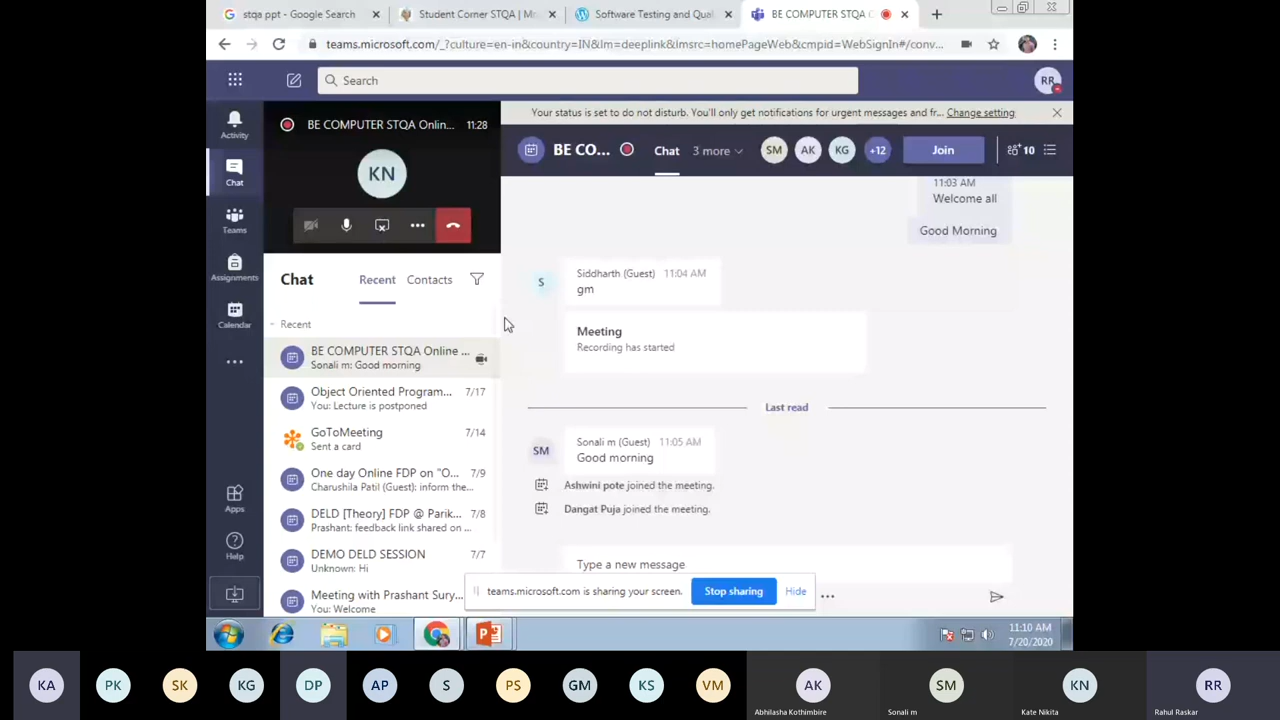 stqa ppt - Google Search
Student Corner STQA | Mo
Software Testing and Qual
BE COMPUTER STQA O
teams.microsoft.com/_?culture=en-in&country=IN&lm=deeplink&lmsrc=homePageWeb&cmpid=WebSignIn#/conv...
Search
RR
Activity
Chat
Teams
Assignments
Calendar
Apps
Help
BE COMPUTER STQA Onlin...
11:28
KN
Chat
Recent
Contacts
Recent
BE COMPUTER STQA Online ...
Sonali m: Good morning
Object Oriented Program...
7/17
You: Lecture is postponed
GoToMeeting
7/14
Sent a card
One day Online FDP on "O...
7/9
Charushila Patil (Guest): inform the...
DELD [Theory] FDP @ Parik...
7/8
Prashant: feedback link shared on ...
DEMO DELD SESSION
7/7
Unknown: Hi
Meeting with Prashant Sury...
You: Welcome
Your status is set to do not disturb. You'll only get notifications for urgent messages and fr...
Change setting
BE CO...
Chat
3 more
SM
AK
KG
+12
Join
10
11:03 AM
Welcome all
Good Morning
S
Siddharth (Guest)
11:04 AM
gm
Meeting
Recording has started
Last read
SM
Sonali m (Guest)
11:05 AM
Good morning
Ashwini pote joined the meeting.
Dangat Puja joined the meeting.
Type a new message
teams.microsoft.com is sharing your screen.
Stop sharing
Hide
11:10 AM
7/20/2020
KA
PK
SK
KG
DP
AP
S
PS
GM
KS
VM
AK
Abhilasha Kothimbire
SM
Sonali m
KN
Kate Nikita
RR
Rahul Raskar